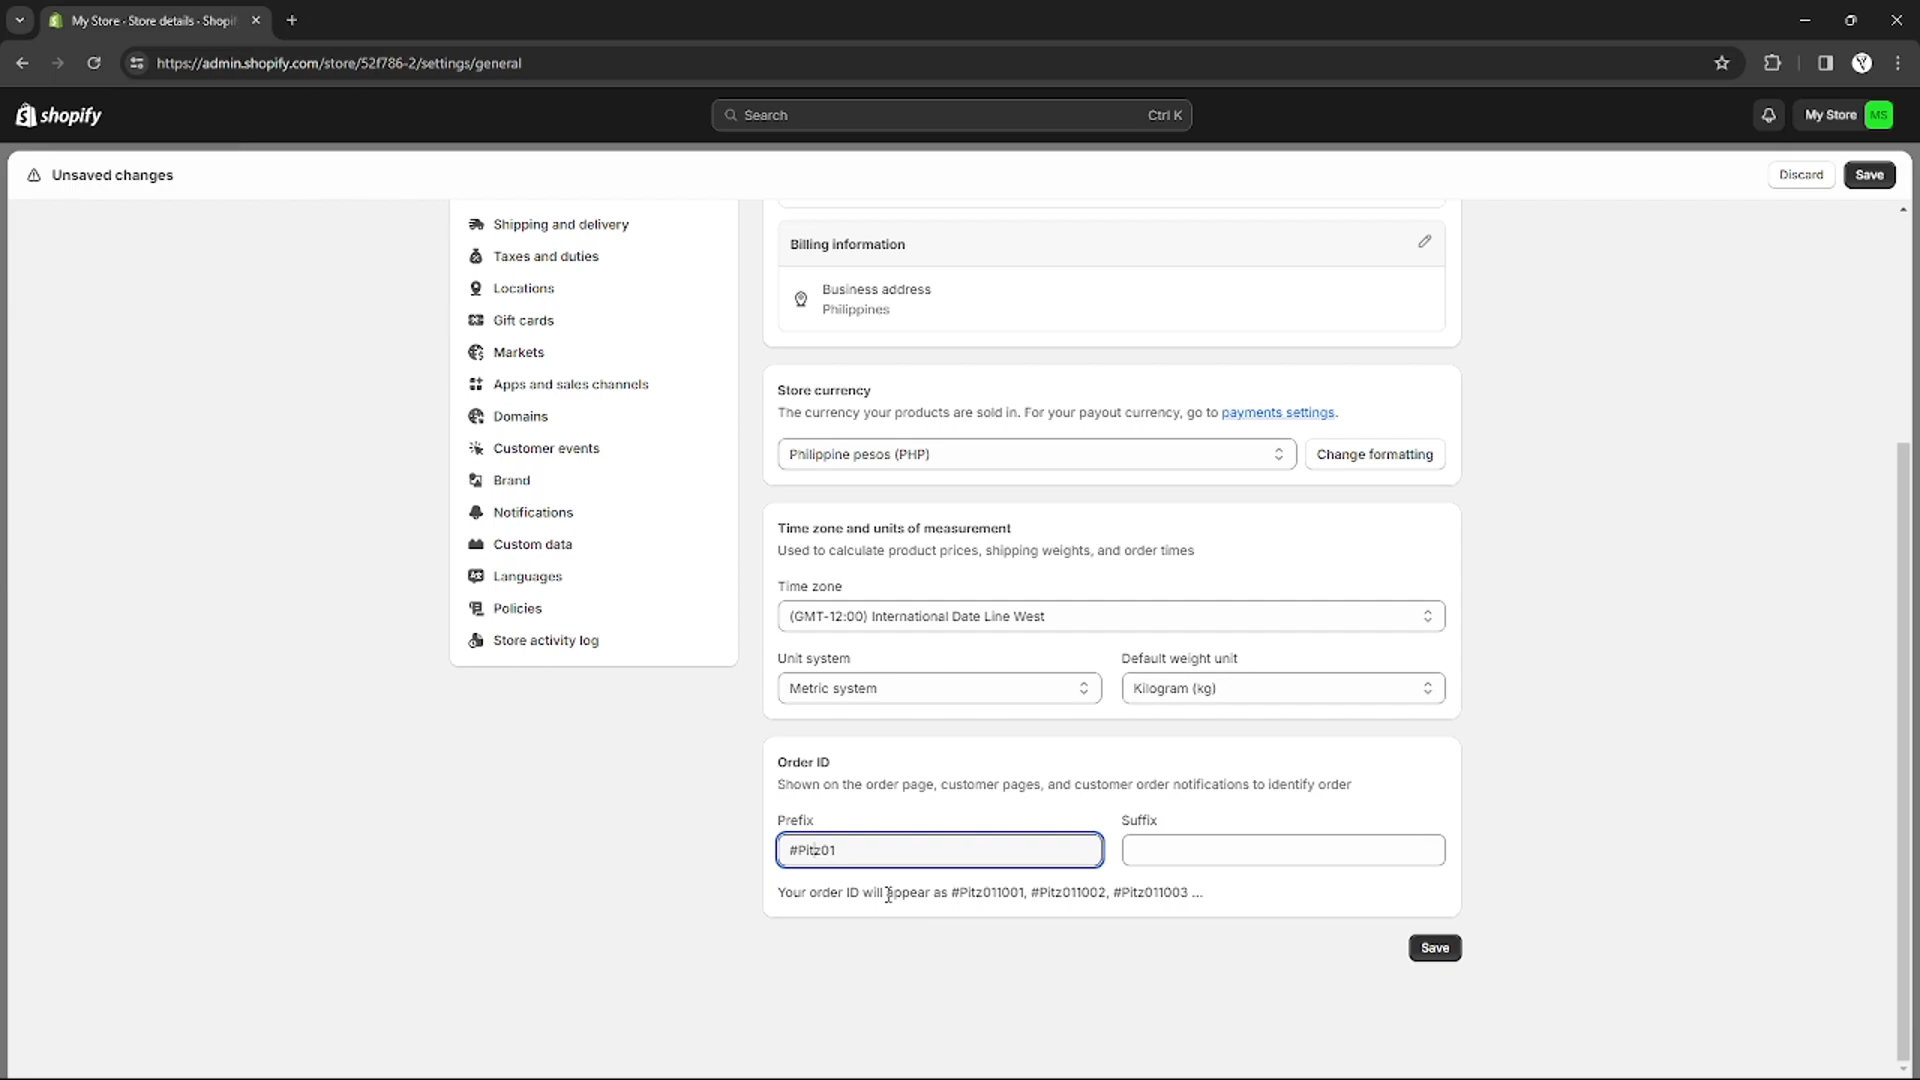 My Store · Store details · Shopif
https://admin.shopify.com/store/52f786-2/settings/general
shopify
Search
Ctrl K
My Store
MS
Unsaved changes
Discard
Save
Shipping and delivery
Taxes and duties
Locations
Gift cards
Markets
Apps and sales channels
Domains
Customer events
Brand
Notifications
Custom data
Languages
Policies
Store activity log
Billing information
Business address
Philippines
Store currency
The currency your products are sold in. For your payout currency, go to payments settings.
Philippine pesos (PHP)
Change formatting
Time zone and units of measurement
Used to calculate product prices, shipping weights, and order times
Time zone
(GMT-12:00) International Date Line West
Unit system
Default weight unit
Metric system
Kilogram (kg)
Order ID
Shown on the order page, customer pages, and customer order notifications to identify order
Prefix
Suffix
#Pitz01
Your order ID will appear as #Pitz011001, #Pitz011002, #Pitz011003 ...
Save